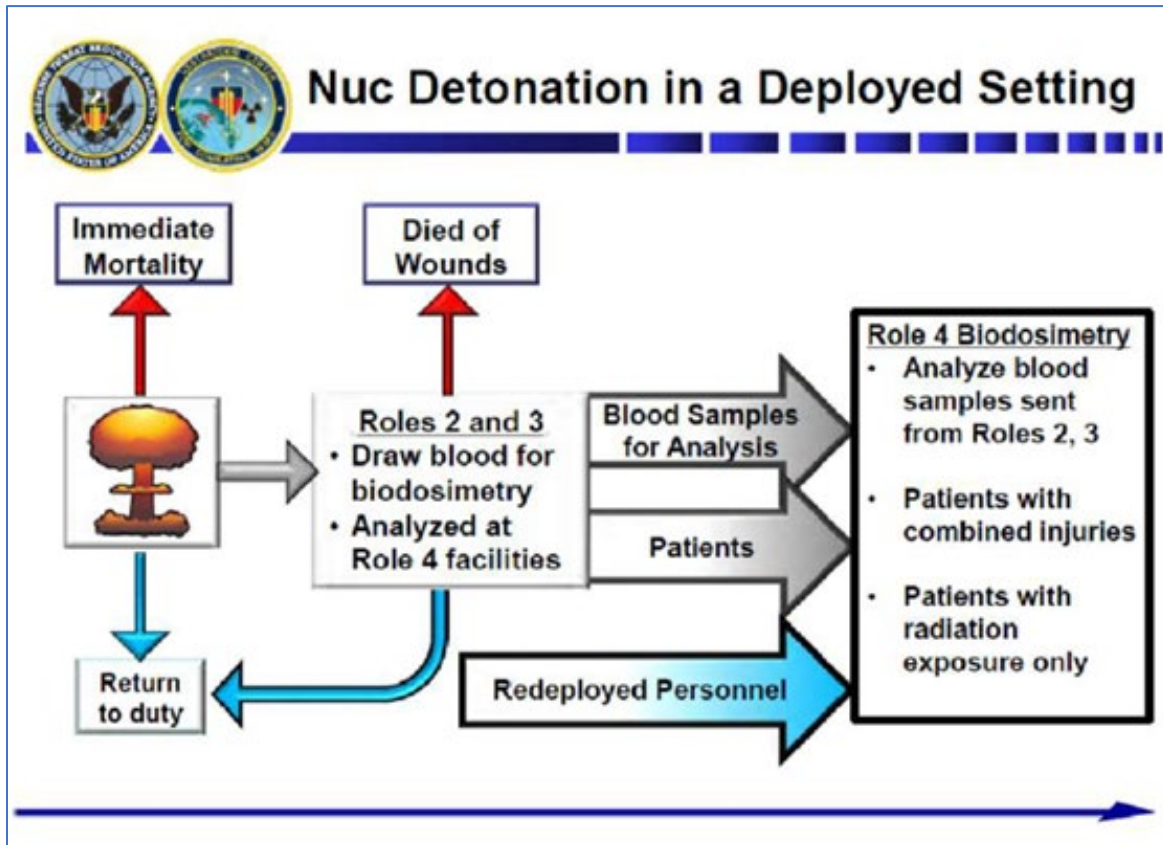 Nuc Detonation in a Deployed Setting
Immediate
Mortality
Died of
Wounds
Roles 2 and 3
• Draw blood for
biodosimetry
• Analyzed at
Role 4 facilities
Blood Samples
for Analysis
Patients
Redeployed Personnel
Return
to duty
Role 4 Biodosimetry
• Analyze blood
samples sent
from Roles 2, 3
• Patients with
combined injuries
• Patients with
radiation
exposure only